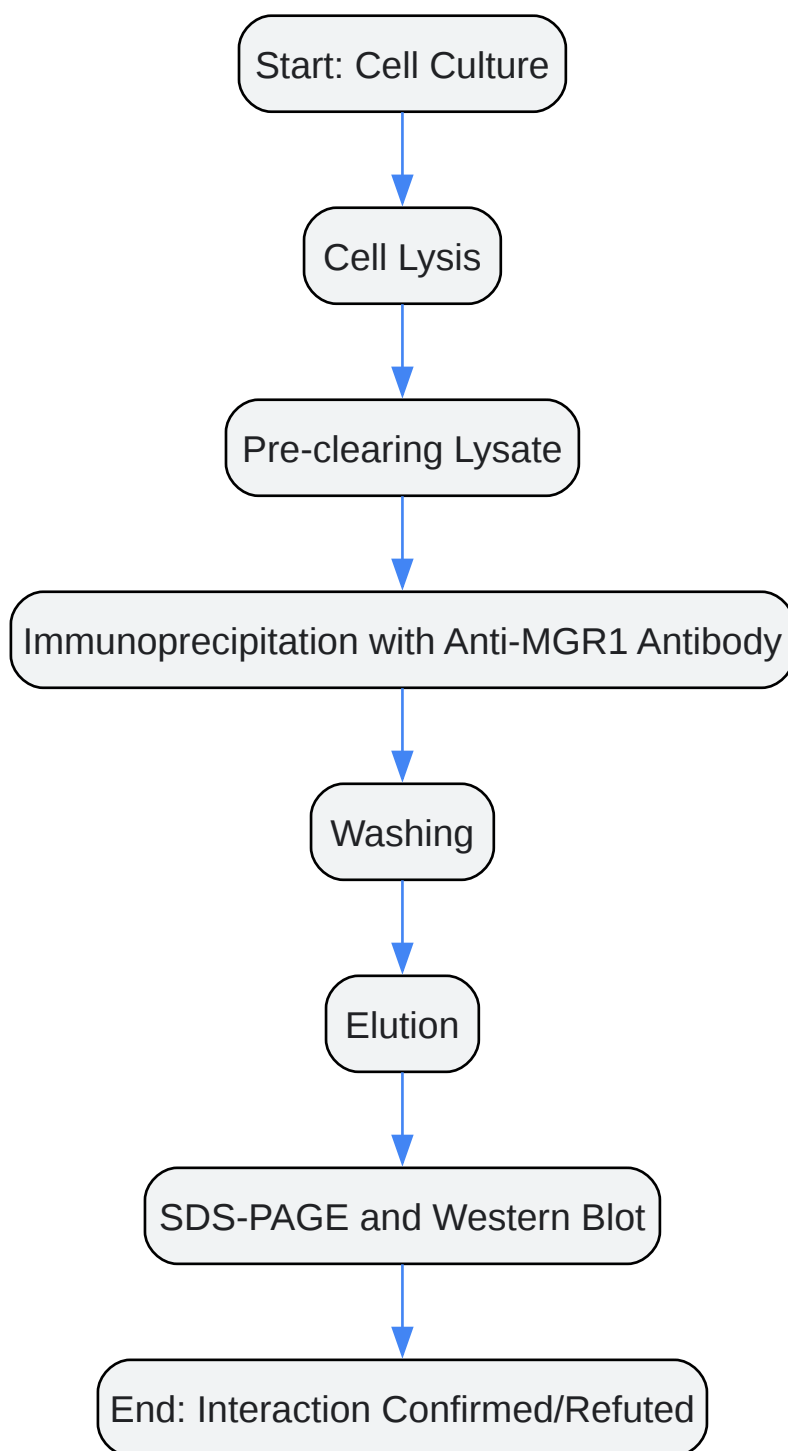 Start: Cell Culture
Cell Lysis
Pre-clearing Lysate
Immunoprecipitation with Anti-MGR1 Antibody
Washing
Elution
SDS-PAGE and Western Blot
End: Interaction Confirmed/Refuted